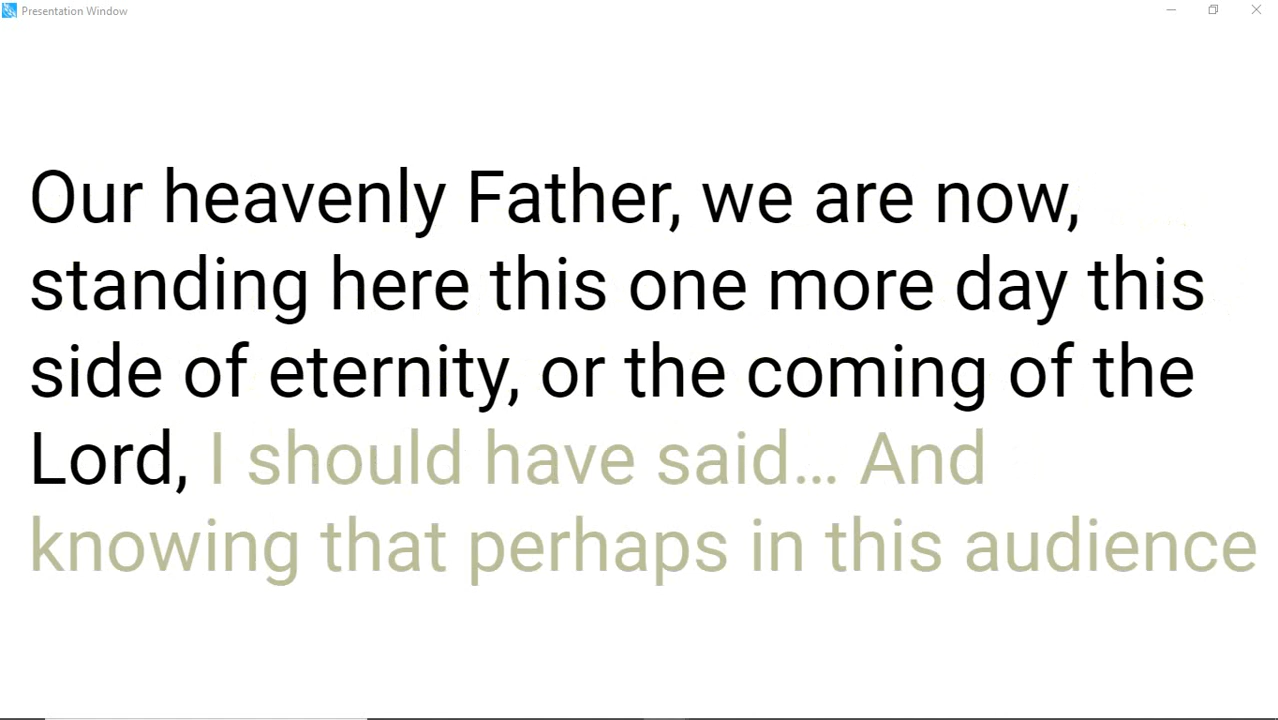 Presentation Window
Our heavenly Father, we are now,
standing here this one more day this
side of eternity, or the coming of the
Lord, I should have said… And
knowing that perhaps in this audience